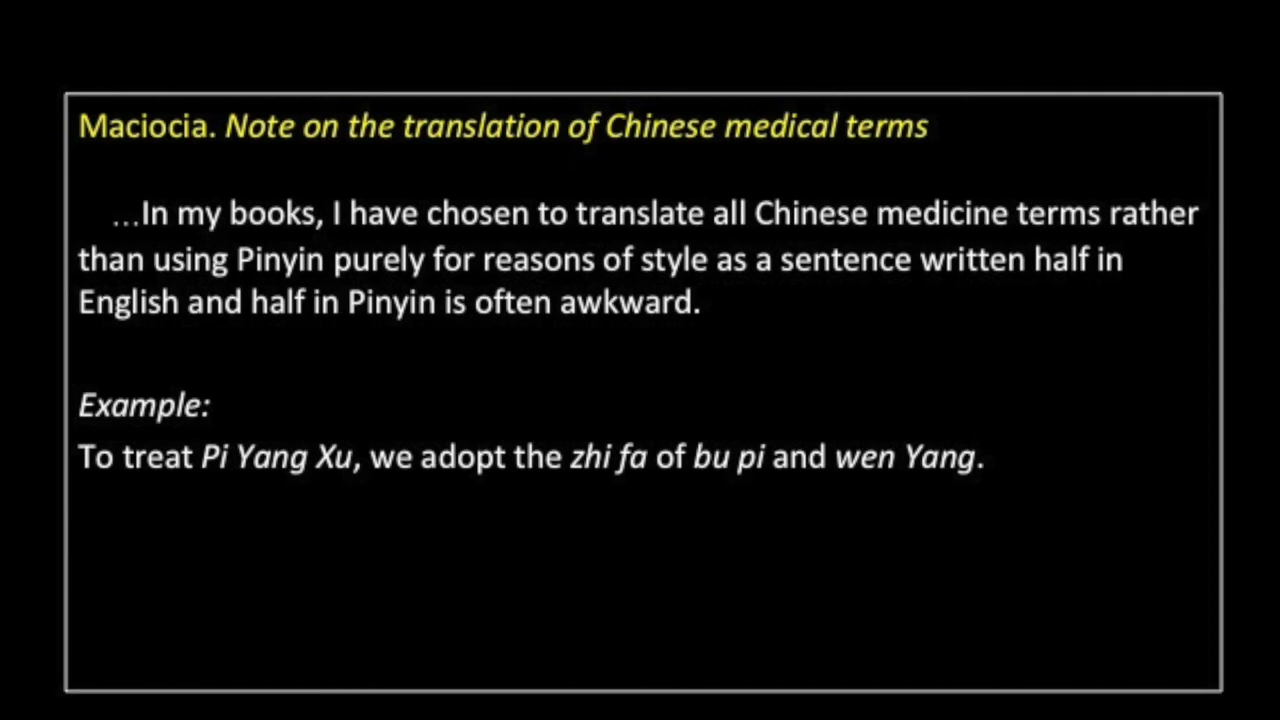 Maciocia. Note on the translation of Chinese medical terms
...In my books, I have chosen to translate all Chinese medicine terms rather
than using Pinyin purely for reasons of style as a sentence written half in
English and half in Pinyin is often awkward.
Example:
To treat Pi Yang Xu, we adopt the zhi fa of bu pi and wen Yang.